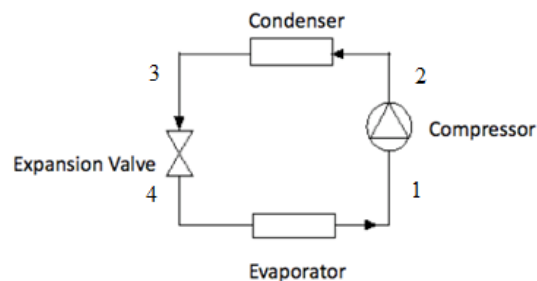 Condenser
3
2
Compressor
Expansion Valve
4
1
Evaporator